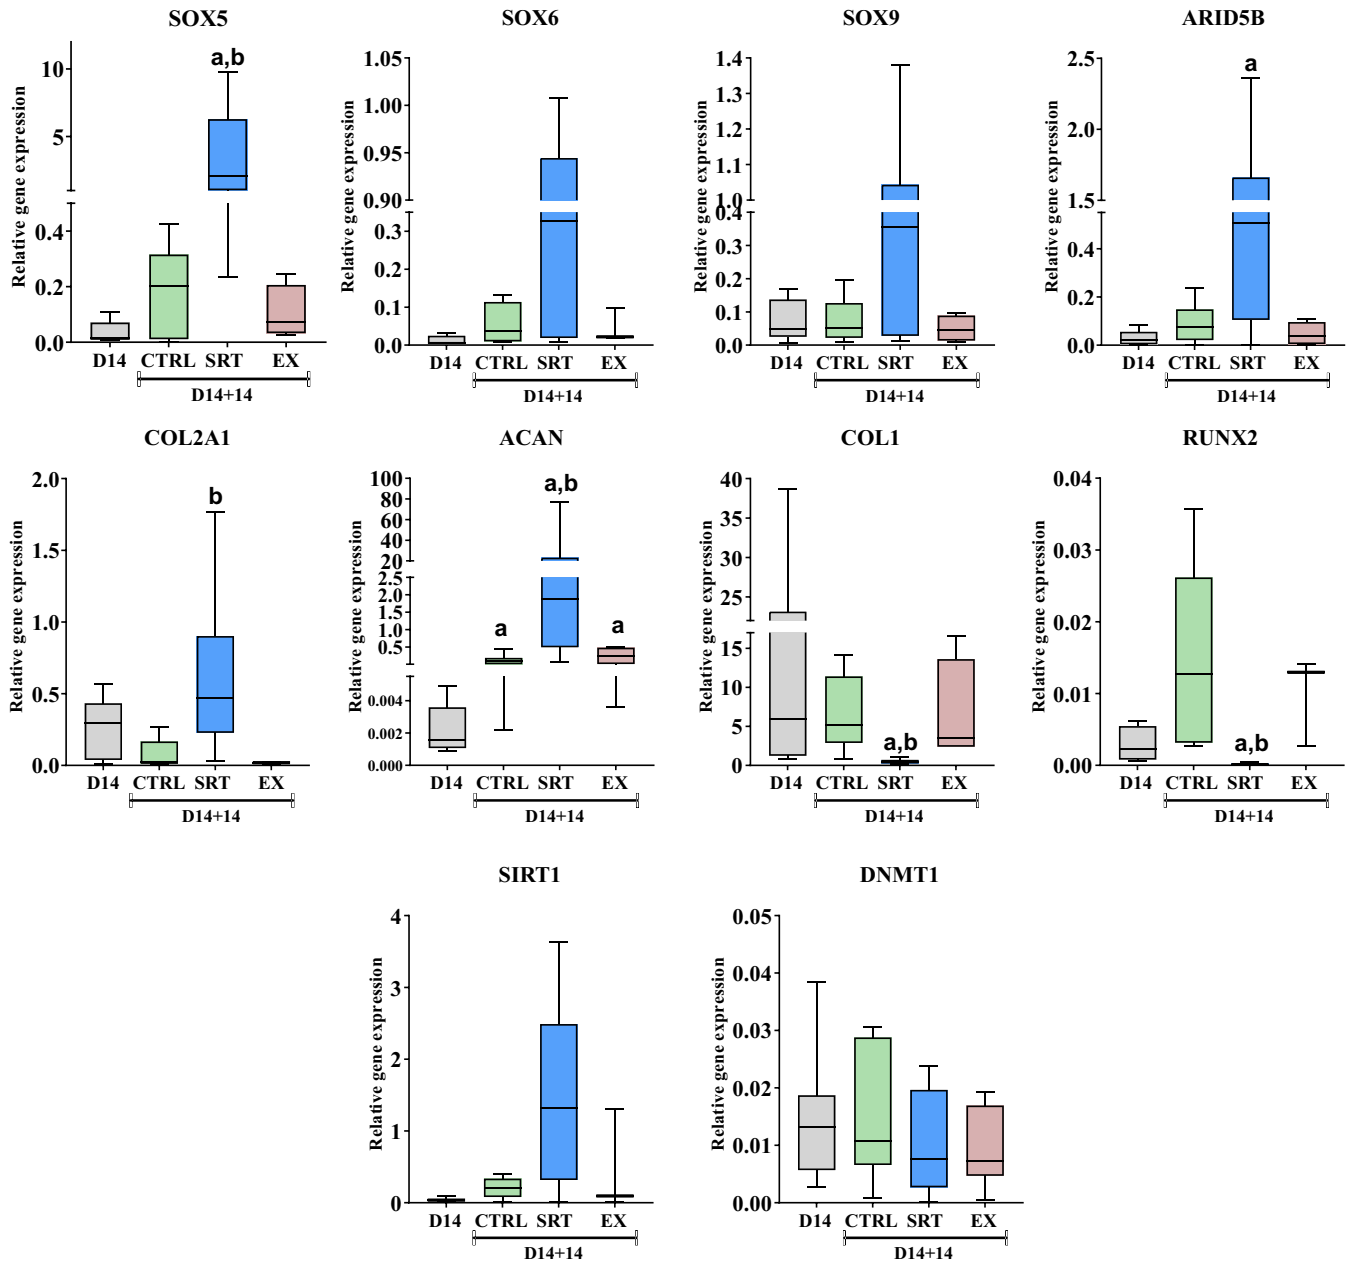 SOX5
SOX6
SOX9
ARID5B
Relative gene expression
10
5
0.4
0.2
0.0
a,b
D14 CTRL SRT EX
D14+14
Relative gene expression
1.05
1.00
0.95
0.90
0.4
0.3
0.2
0.1
0.0
D14 CTRL SRT EX
D14+14
Relative gene expression
1.4
1.3
1.2
1.1
1.0
0.4
0.3
0.2
0.1
0.0
D14 CTRL SRT EX
D14+14
Relative gene expression
2.5
2.0
1.5
0.4
0.2
0.0
a
D14 CTRL SRT EX
D14+14
COL2A1
ACAN
COL1
RUNX2
Relative gene expression
2.0
1.5
1.0
0.5
0.0
b
D14 CTRL SRT EX
D14+14
Relative gene expression
100
80
60
40
20
2.5
2.0
1.5
1.0
0.5
0.004
0.002
0.000
a
a,b
a
D14 CTRL SRT EX
D14+14
Relative gene expression
40
35
30
25
15
10
5
0
a,b
D14 CTRL SRT EX
D14+14
Relative gene expression
0.04
0.03
0.02
0.01
0.00
a,b
D14 CTRL SRT EX
D14+14
SIRT1
DNMT1
Relative gene expression
4
3
2
1
0
D14 CTRL SRT EX
D14+14
Relative gene expression
0.05
0.04
0.03
0.02
0.01
0.00
D14 CTRL SRT EX
D14+14